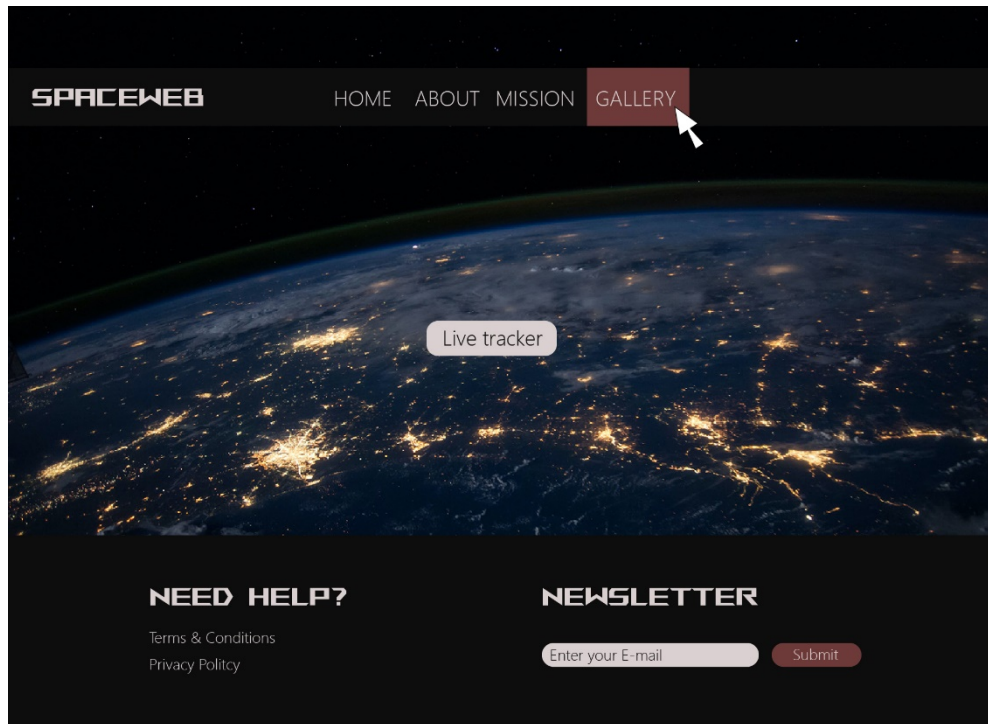 SPACEWEB
HOME ABOUT MISSION GALLERY
Live tracker
NEED HELP?
Terms & Conditions
Privacy Politcy
NEWSLETTER
Enter your E-mail
Submit